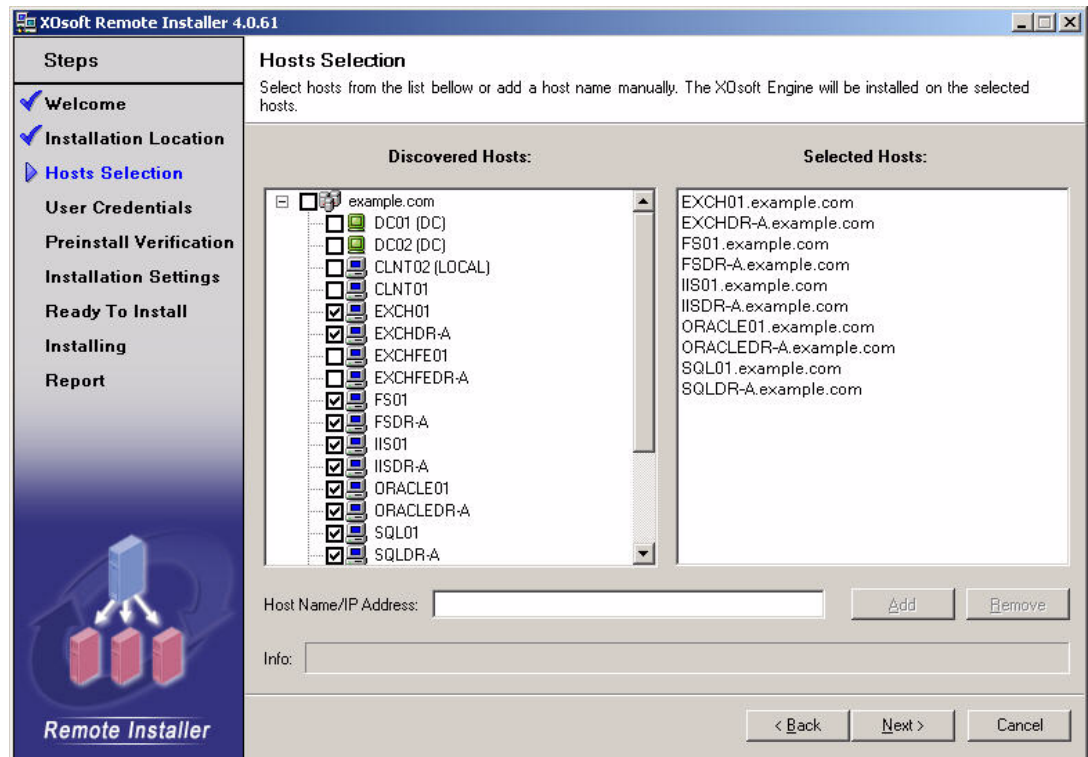 XOsoft Remote Installer 4.0.61
Steps
Welcome
Installation Location
Hosts Selection
User Credentials
Preinstall Verification
Installation Settings
Ready To Install
Installing
Report
Remote Installer
Hosts Selection
Select hosts from the list bellow or add a host name manually. The XOsoft Engine will be installed on the selected
hosts.
Discovered Hosts:
example.com
DC01 (DC)
DC02 (DC)
CLNT02 (LOCAL)
CLNT01
EXCH01
EXCHDR-A
EXCHFE01
EXCHFEDR-A
FS01
FSDR-A
IIS01
IISDR-A
ORACLE01
ORACLEDR-A
SQL01
SQLDR-A
Selected Hosts:
EXCH01.example.com
EXCHDR-A.example.com
FS01.example.com
FSDR-A.example.com
IIS01.example.com
IISDR-A.example.com
ORACLE01.example.com
ORACLEDR-A.example.com
SQL01.example.com
SQLDR-A.example.com
Host Name/IP Address:
Add
Remove
Info:
< Back
Next >
Cancel